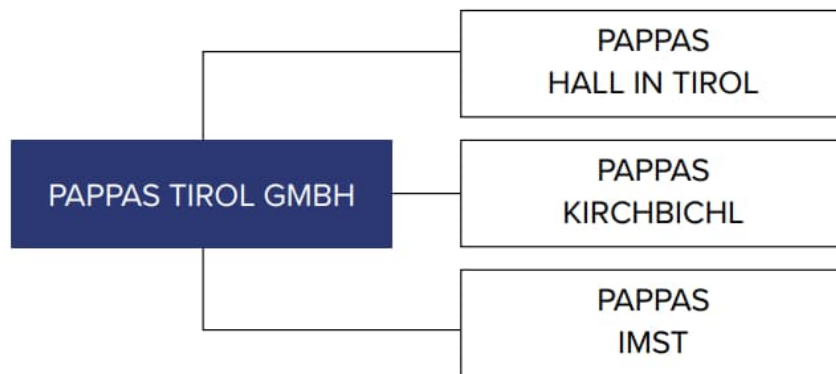 PAPPAS
HALL IN TIROL
PAPPAS TIROL GMBH
PAPPAS
KIRCHBICHL
PAPPAS
IMST